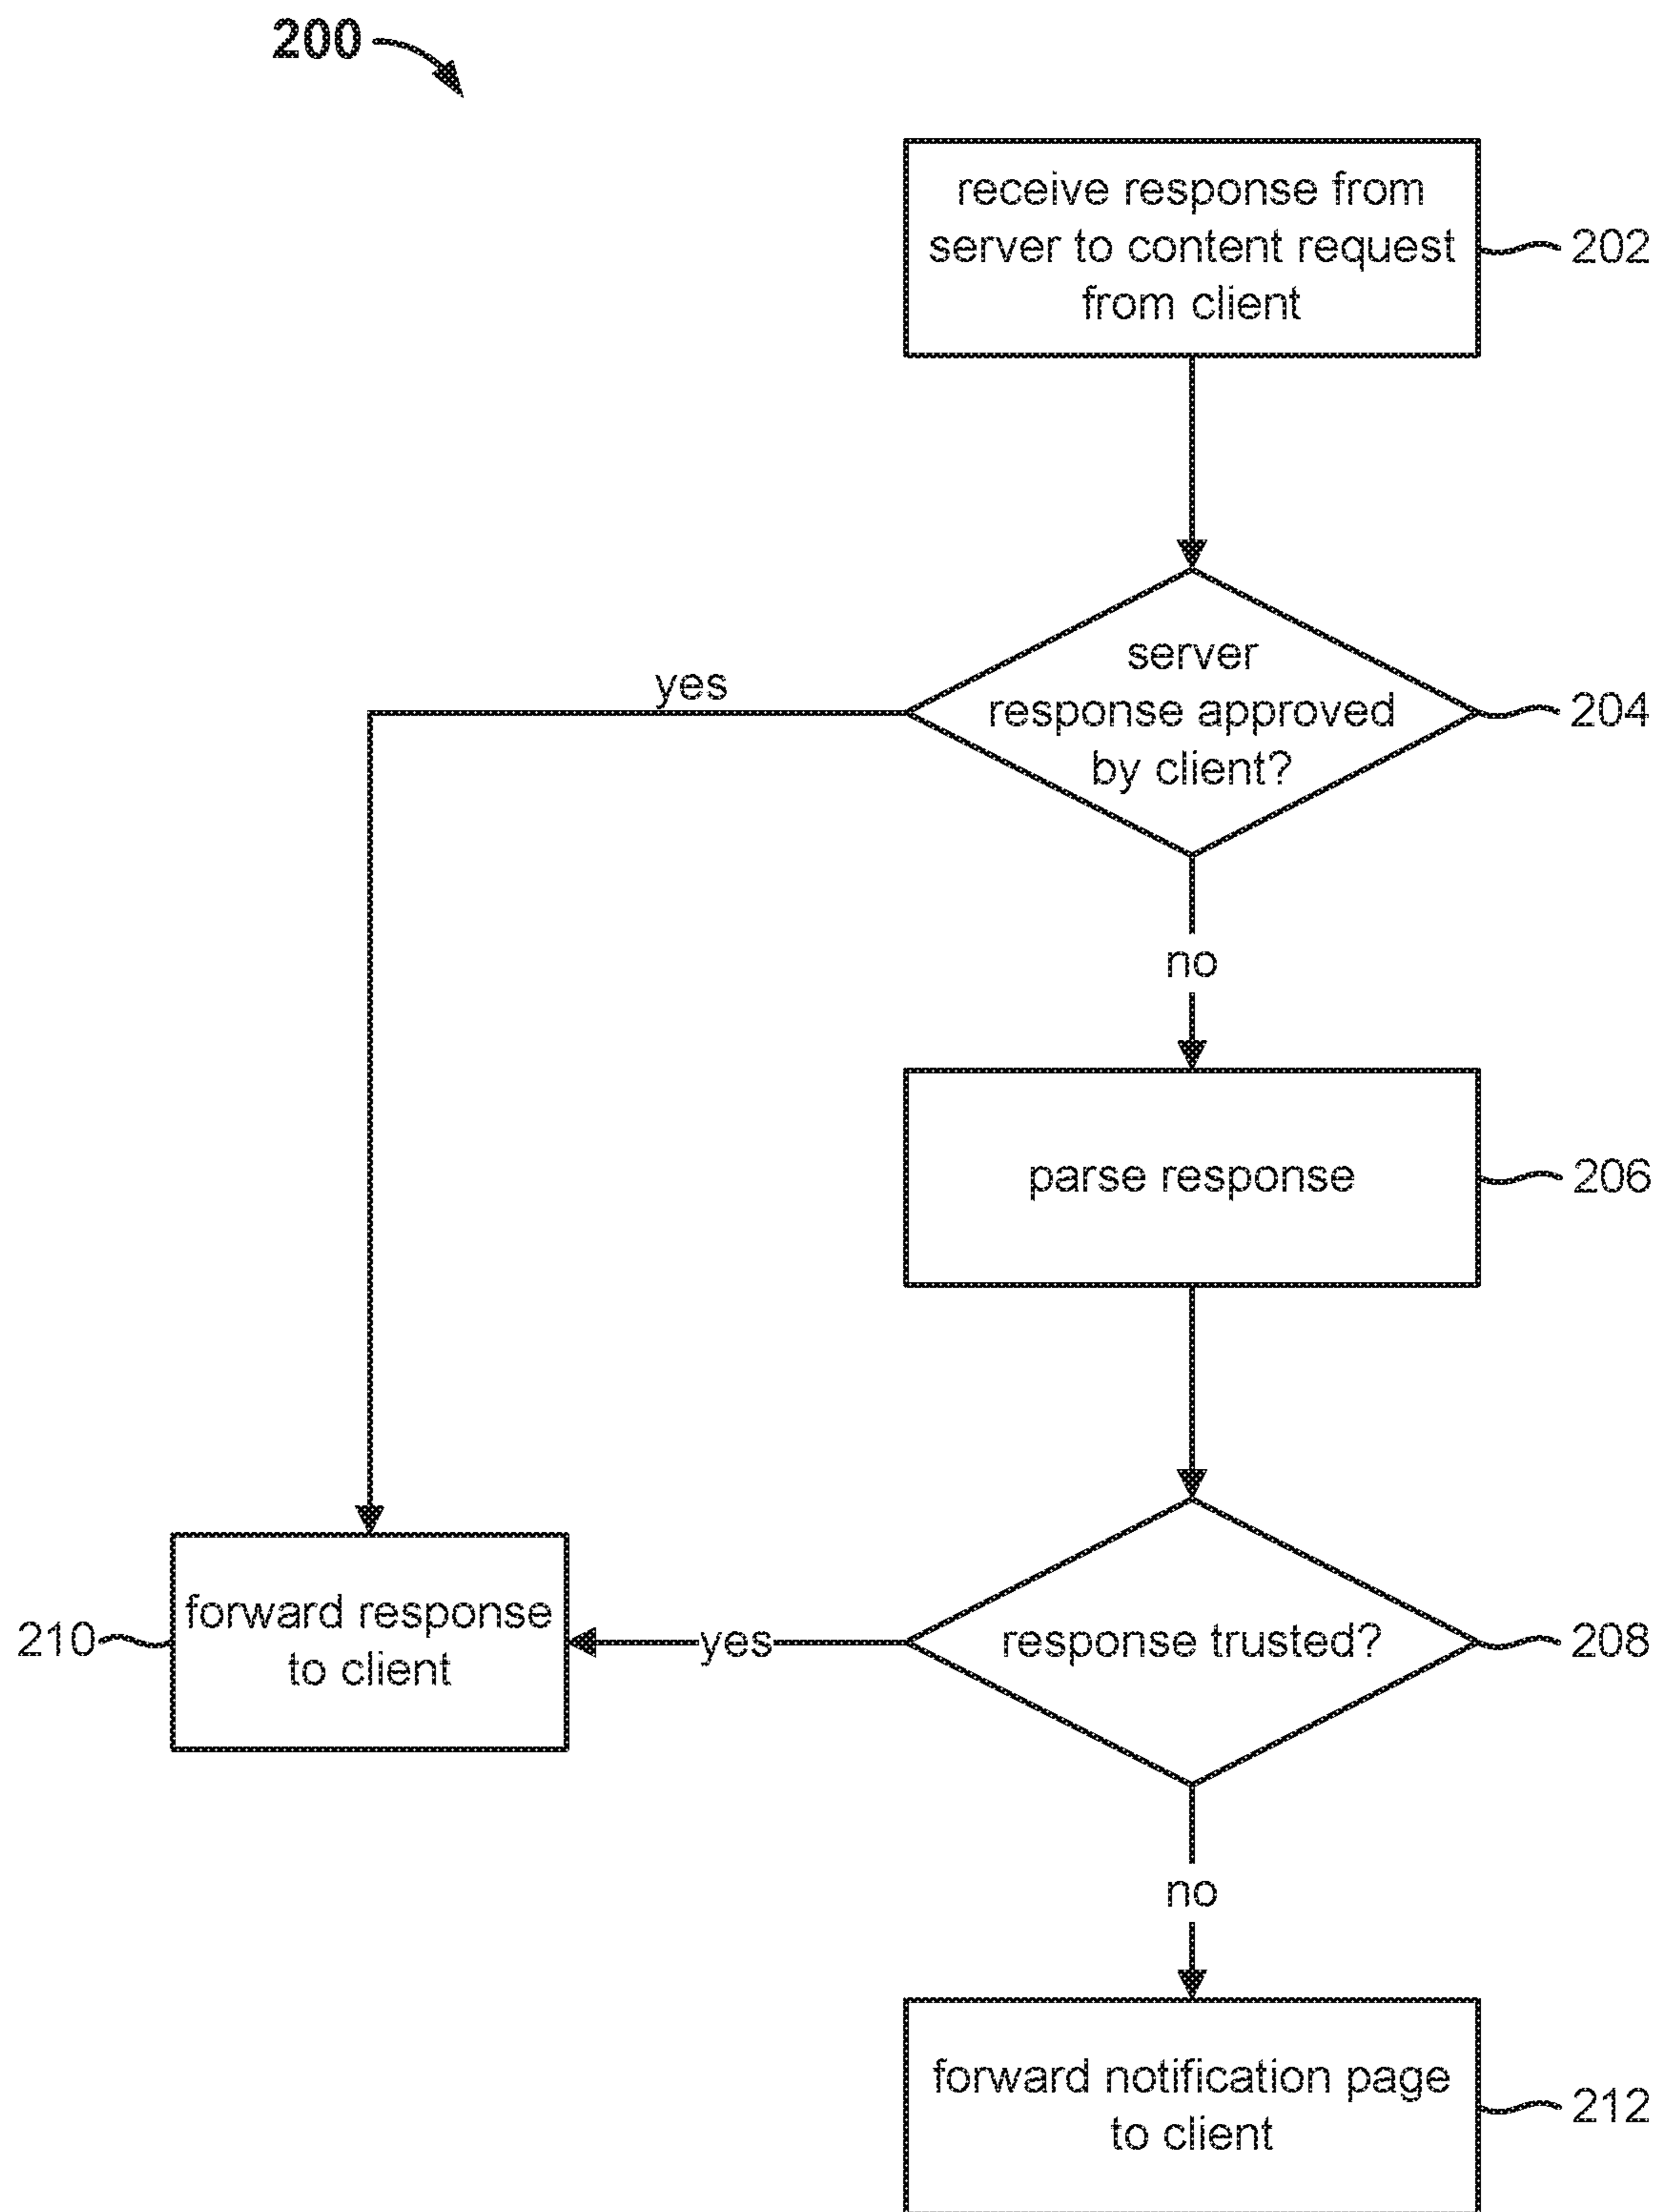 200
receive response from
server to content request
from client
202
server
response approved
by client?
204
yes
no
parse response
206
response trusted?
208
yes
forward response
to client
210
no
forward notification page
to client
212